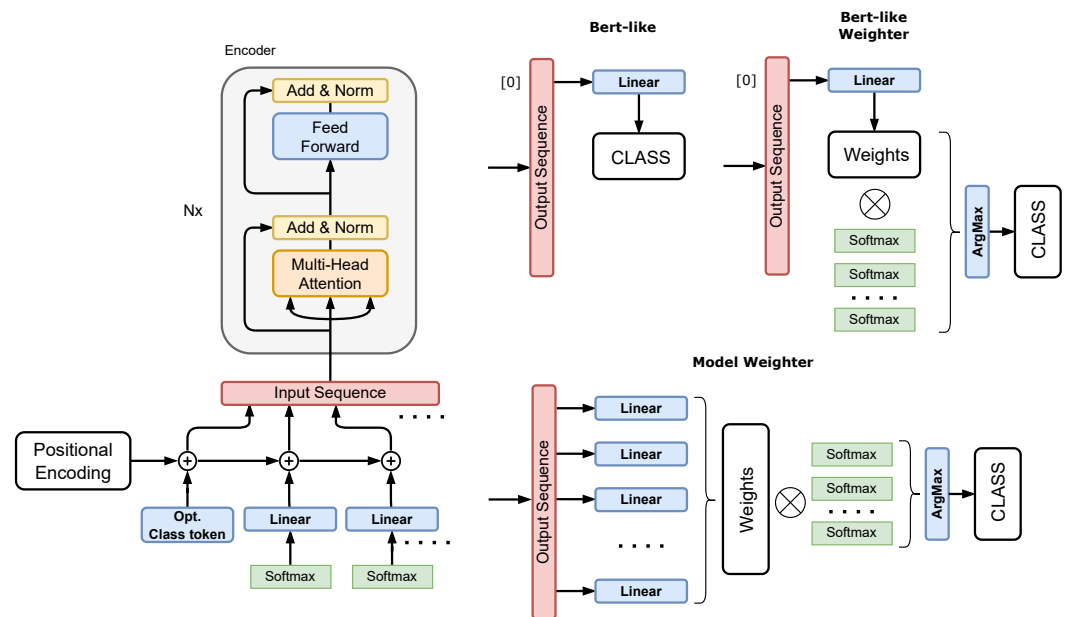 Encoder
Add & Norm
Feed
Forward
Nx
Add & Norm
Multi-Head
Attention
Input Sequence
. . . .
Positional
Encoding
+
+
+
Opt.
Class token
Linear
Linear
. . . .
Softmax
Softmax
Bert-like
[0]
Output Sequence
Linear
CLASS
Bert-like
Weighter
[0]
Output Sequence
Linear
Weights
Softmax
Softmax
. . . .
Softmax
ArgMax
CLASS
Model Weighter
Output Sequence
Linear
Linear
Linear
. . . .
Linear
Weights
Softmax
Softmax
. . . .
Softmax
ArgMax
CLASS